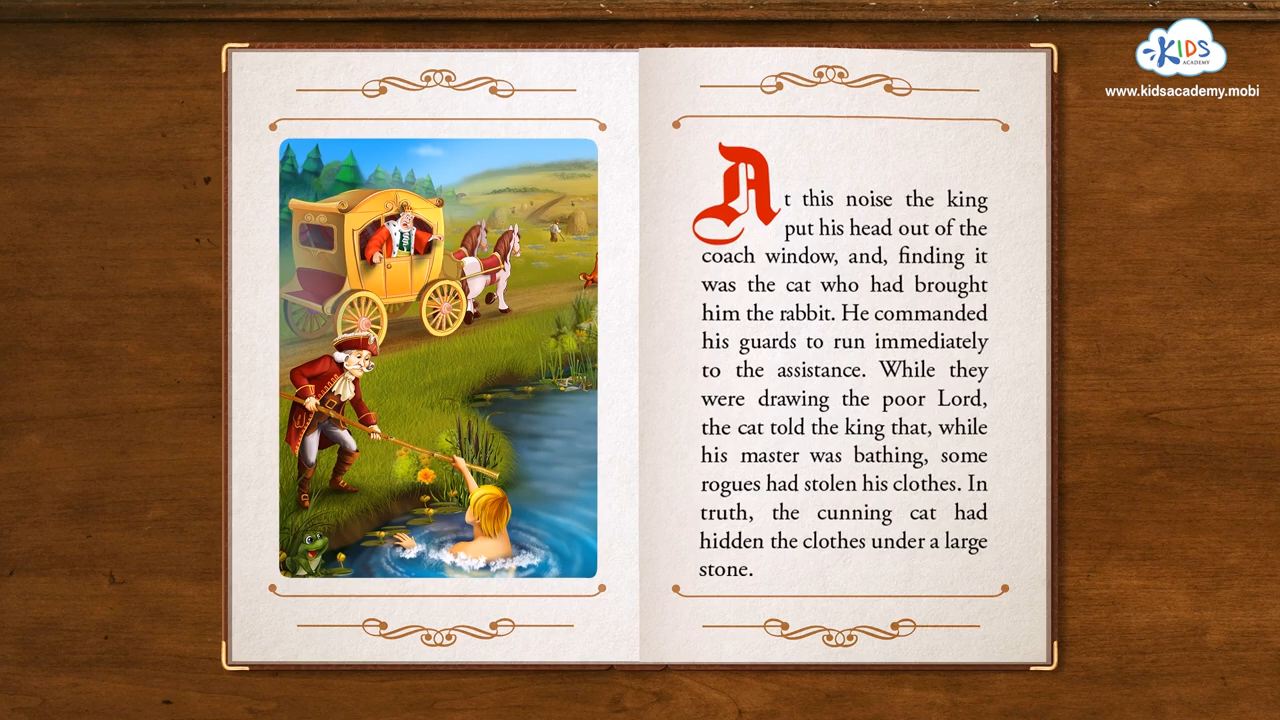 KIDS
ACADEMY
www.kidsacademy.mobi
At this noise the king
put his head out of the
coach window, and, finding it
was the cat who had brought
him the rabbit. He commanded
his guards to run immediately
to the assistance. While they
were drawing the poor Lord,
the cat told the king that, while
his master was bathing, some
rogues had stolen his clothes. In
truth, the cunning cat had
hidden the clothes under a large
stone.